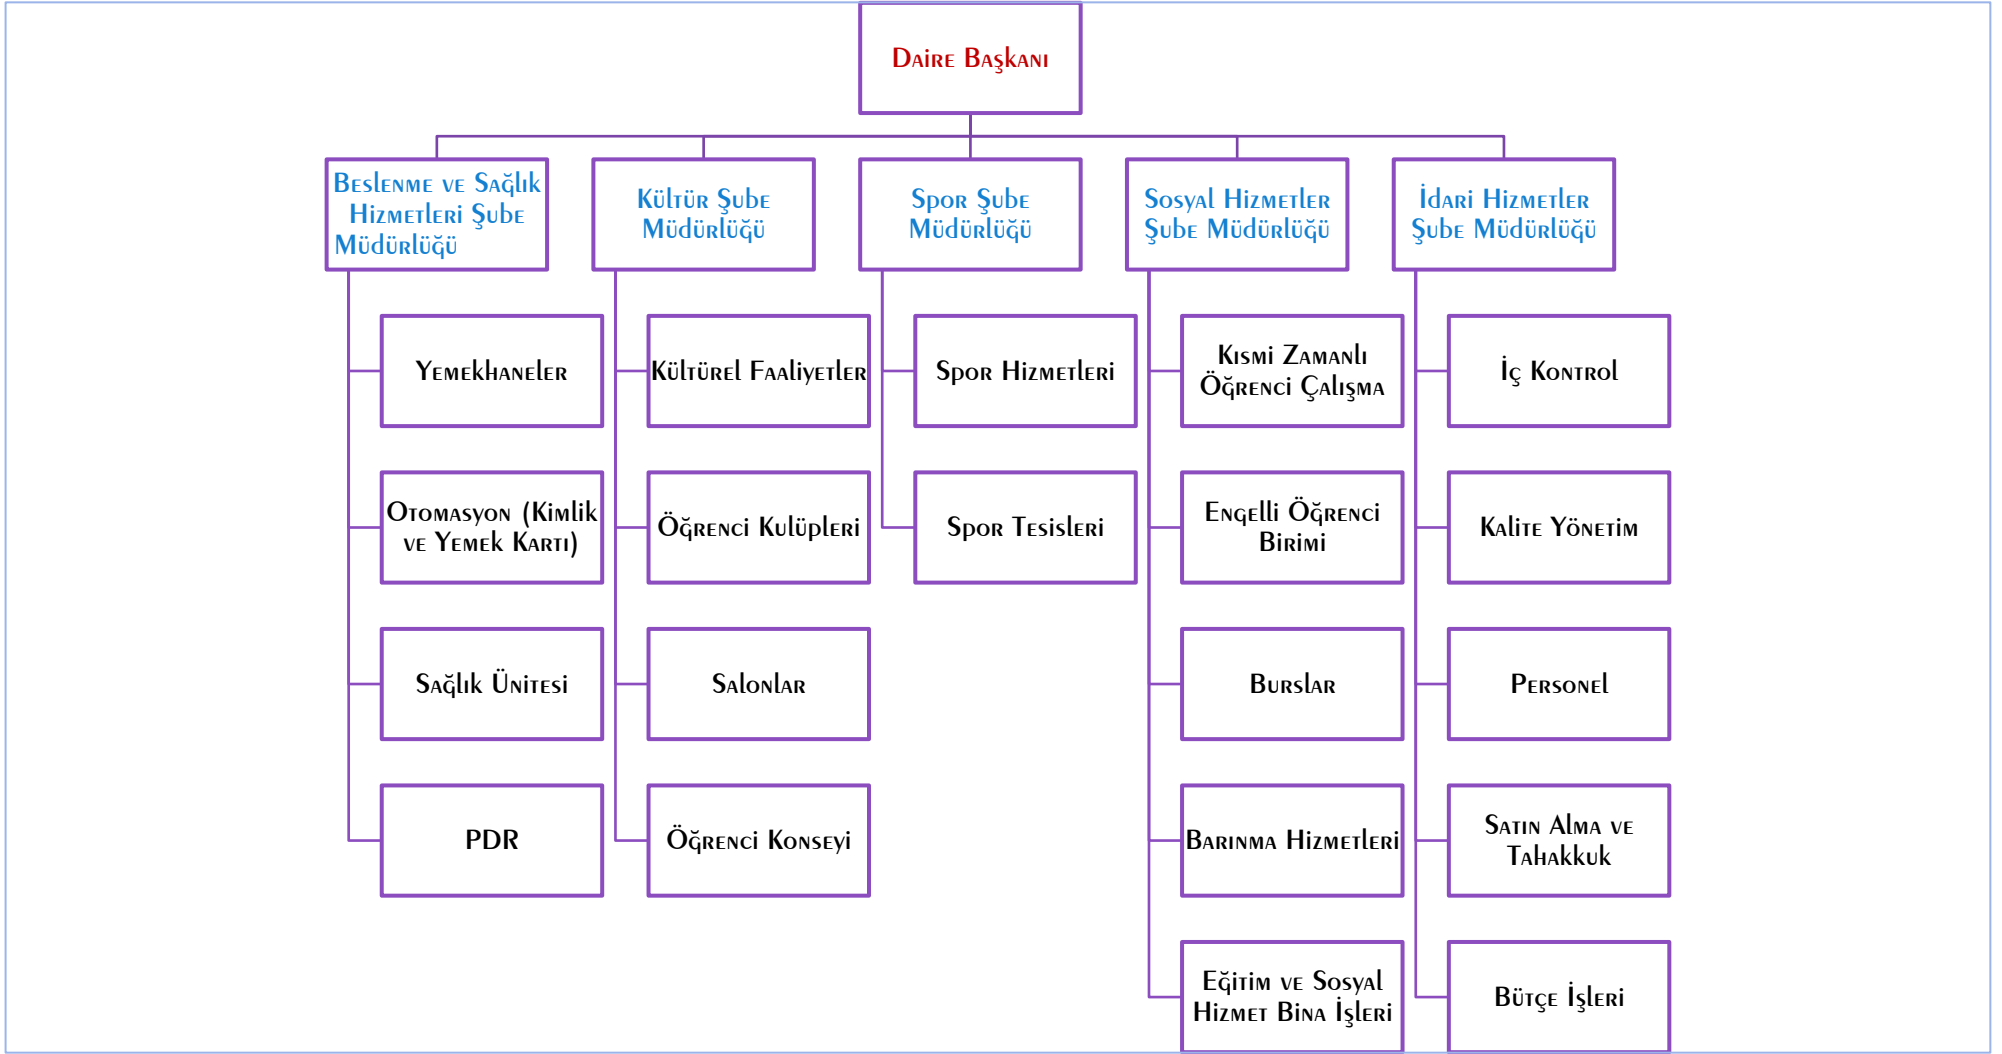 Daire Başkanı
Beslenme ve Sağlık
Hizmetleri Şube
Müdürlüğü
Kültür Şube
Müdürlüğü
Spor Şube
Müdürlüğü
Sosyal Hizmetler
Şube Müdürlüğü
İdari Hizmetler
Şube Müdürlüğü
Yemekhaneler
Otomasyon (Kimlik
ve Yemek Kartı)
Sağlık Ünitesi
PDR
Kültürel Faaliyetler
Öğrenci Kulüpleri
Salonlar
Öğrenci Konseyi
Spor Hizmetleri
Spor Tesisleri
Kısmi Zamanlı
Öğrenci Çalışma
Engelli Öğrenci
Birimi
Burslar
Barınma Hizmetleri
Eğitim ve Sosyal
Hizmet Bina İşleri
İç Kontrol
Kalite Yönetim
Personel
Satın Alma ve
Tahakkuk
Bütçe İşleri